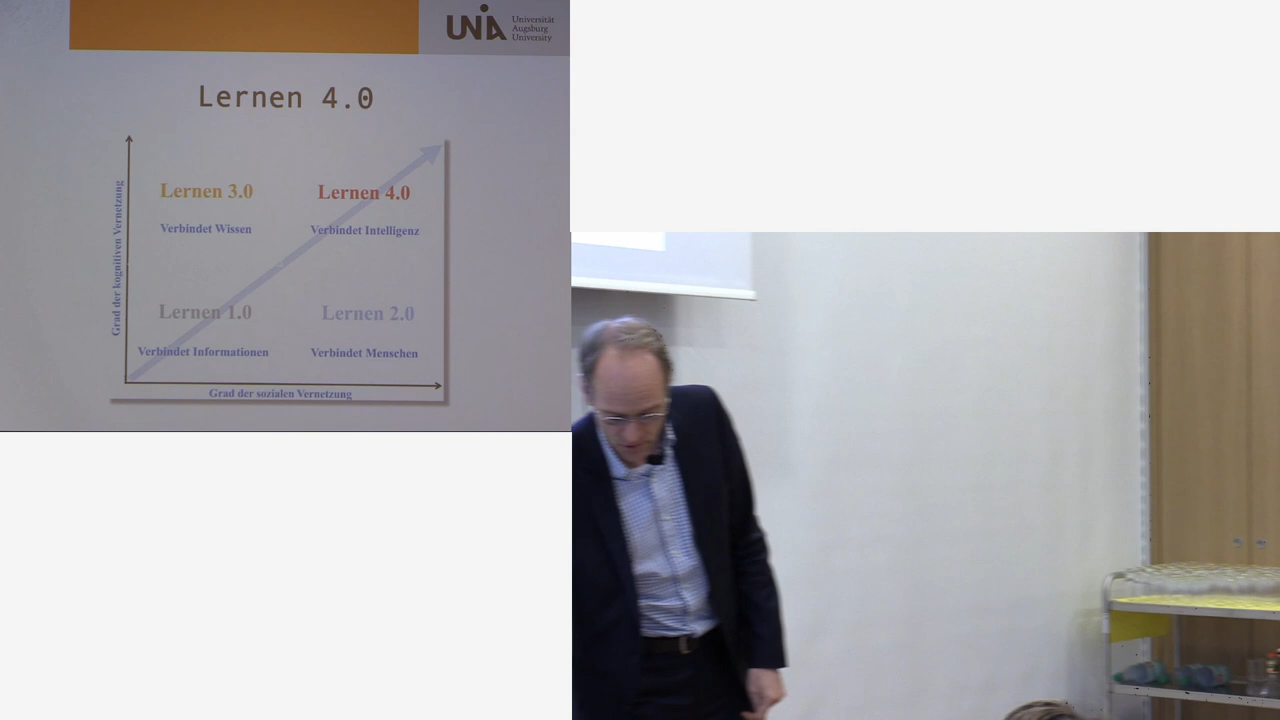 UNIA
Universität
Augsburg
University
Lernen 4.0
Grad der kognitiven Vernetzung
Lernen 3.0
Verbindet Wissen
Lernen 4.0
Verbindet Intelligenz
Lernen 1.0
Verbindet Informationen
Lernen 2.0
Verbindet Menschen
Grad der sozialen Vernetzung